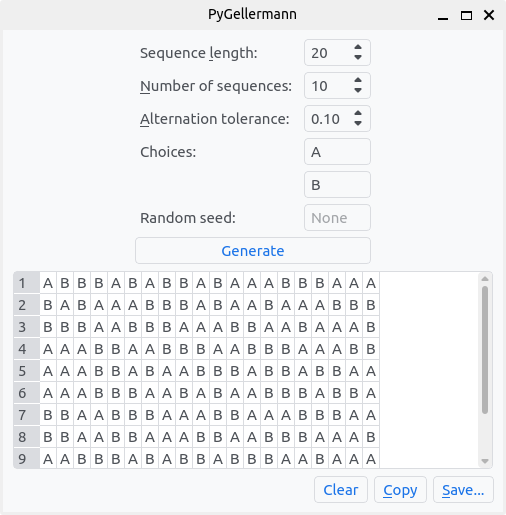 PyGellermann
Sequence length: 20
Number of sequences: 10
Alternation tolerance: 0.10
Choices: A
B
Random seed: None
Generate
1 A B B B A B A B B A B A A A B B B A A A
2 B A B A A A B B B A B A A B A A A B B B
3 B B B A A B B B A A A B B A A B A A A B
4 A A A B B A A B B B A A B B B A A A B B
5 A A A B B A B A A B A B B A A B B B A A
6 A A A B B B A A B A B A A B B A B B B A
7 B B A A B B B A A A B B A A A B B B A A
8 B B A A B B A A A B B A A B B B A A A B
9 A A B B B A B A B B A B B B A A B A A A
Clear Copy Save...